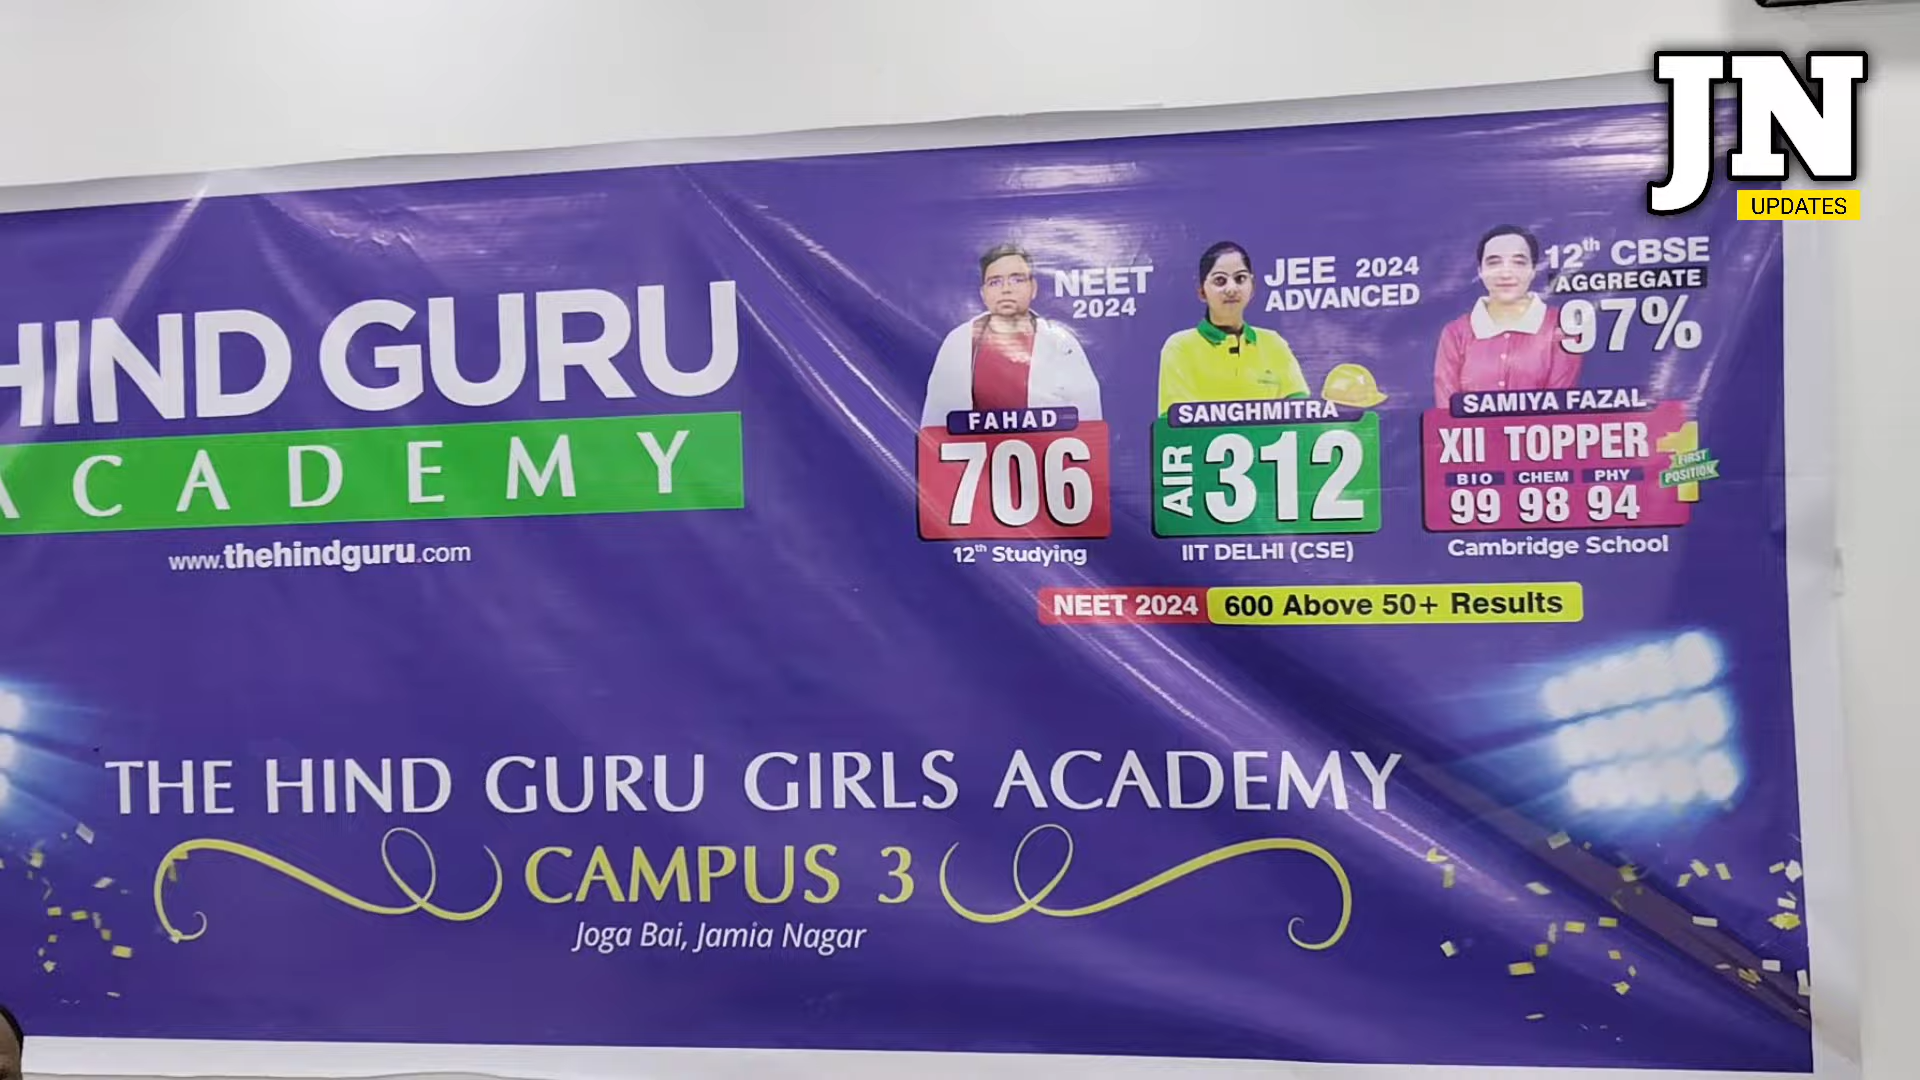 JN
UPDATES
HIND GURU
ACADEMY
www.thehindguru.com
NEET
2024
FAHAD
706
12th Studying
JEE 2024
ADVANCED
SANGHMITRA
AIR 312
IIT DELHI (CSE)
12th CBSE
AGGREGATE
97%
SAMIYA FAZAL
XII TOPPER
1
FIRST
POSITION
BIO CHEM PHY
99 98 94
Cambridge School
NEET 2024 600 Above 50+ Results
THE HIND GURU GIRLS ACADEMY
CAMPUS 3
Joga Bai, Jamia Nagar